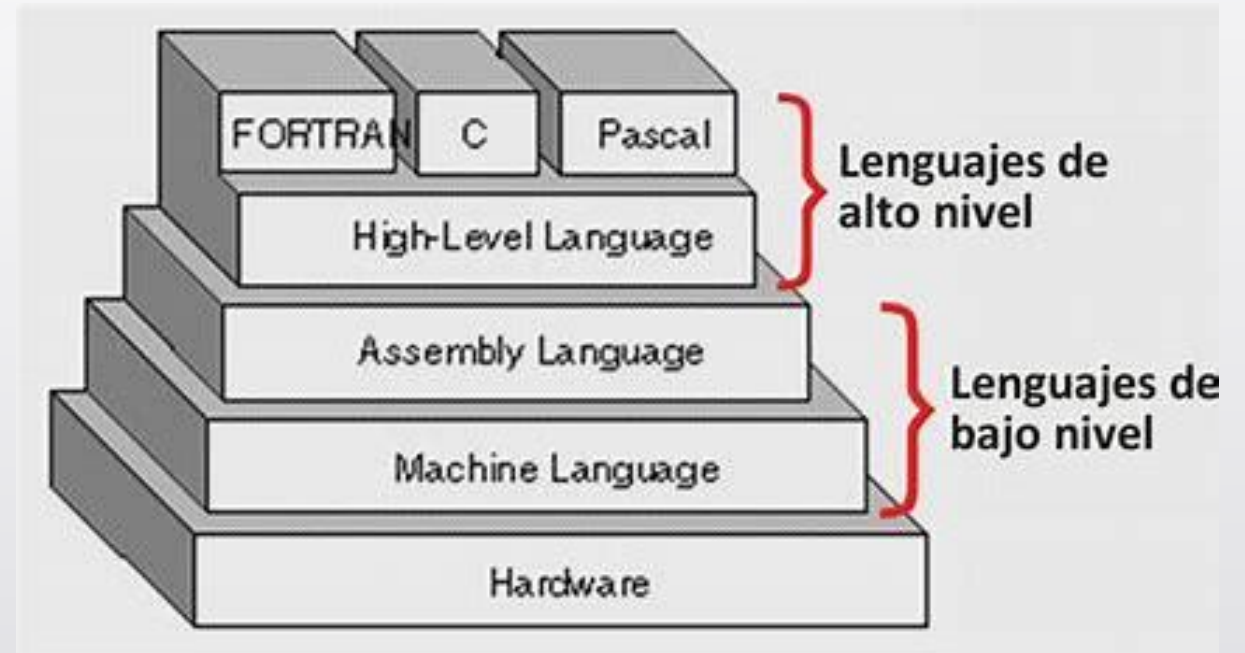 FORTRAN
C
Pascal
Lenguajes de
alto nivel
High-Level Language
Assembly Language
Lenguajes de
bajo nivel
Machine Language
Hardware